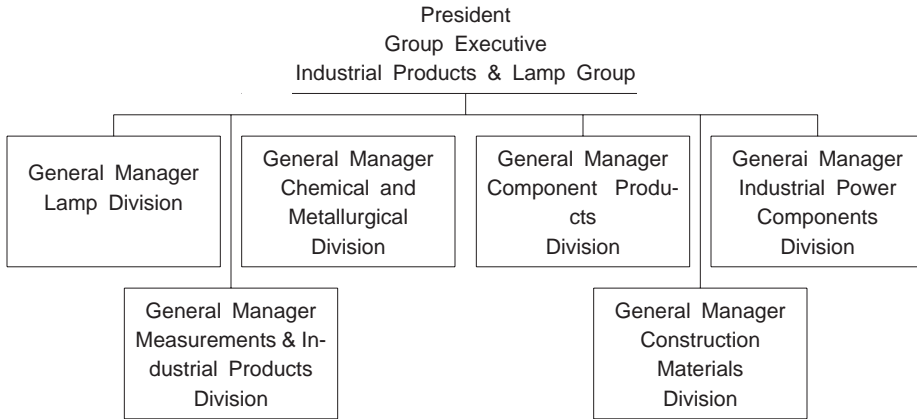 President
Group Executive
Industrial Products & Lamp Group
General Manager
Lamp Division
General Manager
Chemical and
Metallurgical
Division
General Manager
Component Produ-
cts
Division
Generai Manager
Industrial Power
Components
Division
General Manager
Measurements & In-
dustrial Products
Division
General Manager
Construction
Materials
Division